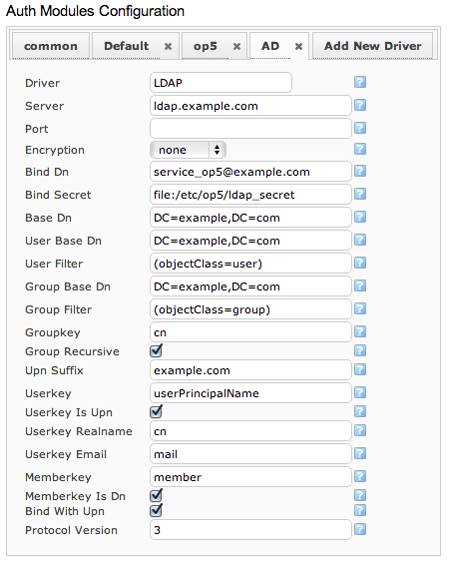 Auth Modules Configuration
common Default × op5 × AD × Add New Driver
Driver LDAP ?
Server ldap.example.com ?
Port ?
Encryption none ?
Bind Dn service_op5@example.com ?
Bind Secret file:/etc/op5/ldap_secret ?
Base Dn DC=example,DC=com ?
User Base Dn DC=example,DC=com ?
User Filter (objectClass=user) ?
Group Base Dn DC=example,DC=com ?
Group Filter (objectClass=group) ?
Groupkey cn ?
Group Recursive ?
Upn Suffix example.com ?
Userkey userPrincipalName ?
Userkey Is Upn ?
Userkey Realname cn ?
Userkey Email mail ?
Memberkey member ?
Memberkey Is Dn ?
Bind With Upn ?
Protocol Version 3 ?